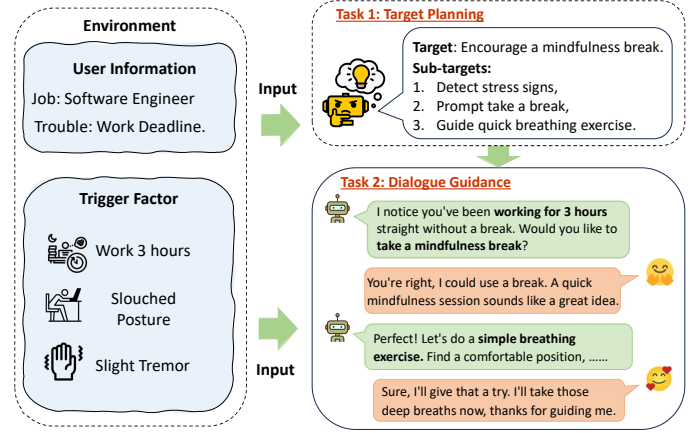 Environment
User Information
Job: Software Engineer
Trouble: Work Deadline.
Trigger Factor
Work 3 hours
Slouched
Posture
Slight Tremor
Input
Input
Task 1: Target Planning
Target: Encourage a mindfulness break.
Sub-targets:
1. Detect stress signs,
2. Prompt take a break,
3. Guide quick breathing exercise.
Task 2: Dialogue Guidance
I notice you've been working for 3 hours
straight without a break. Would you like to
take a mindfulness break?
You're right, I could use a break. A quick
mindfulness session sounds like a great idea.
Perfect! Let's do a simple breathing
exercise. Find a comfortable position, ......
Sure, I'll give that a try. I'll take those
deep breaths now, thanks for guiding me.